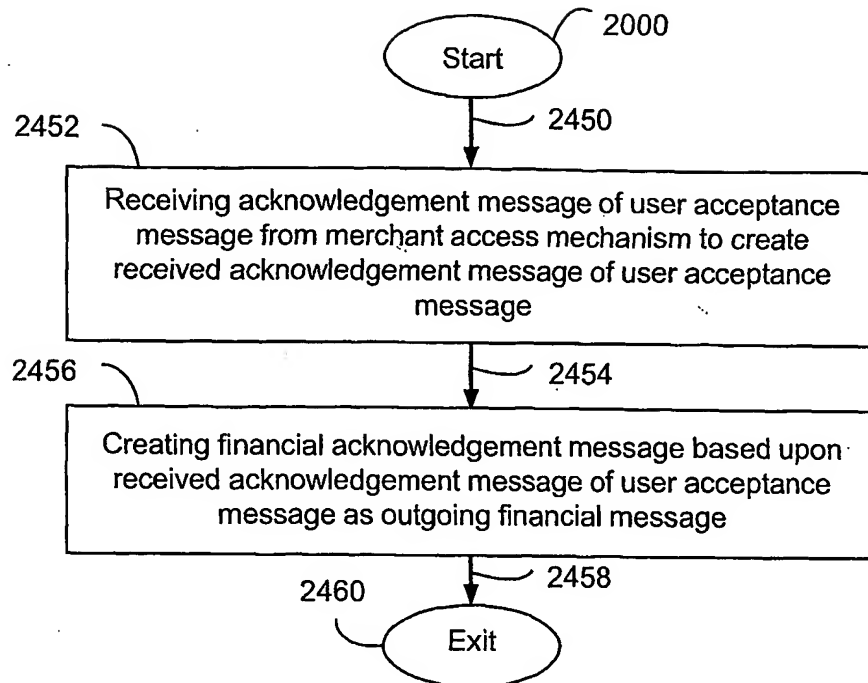 2000
Start
2450
2452
Receiving acknowledgement message of user acceptance
message from merchant access mechanism to create
received acknowledgement message of user acceptance
message
2454
2456
Creating financial acknowledgement message based upon
received acknowledgement message of user acceptance
message as outgoing financial message
2458
2460
Exit